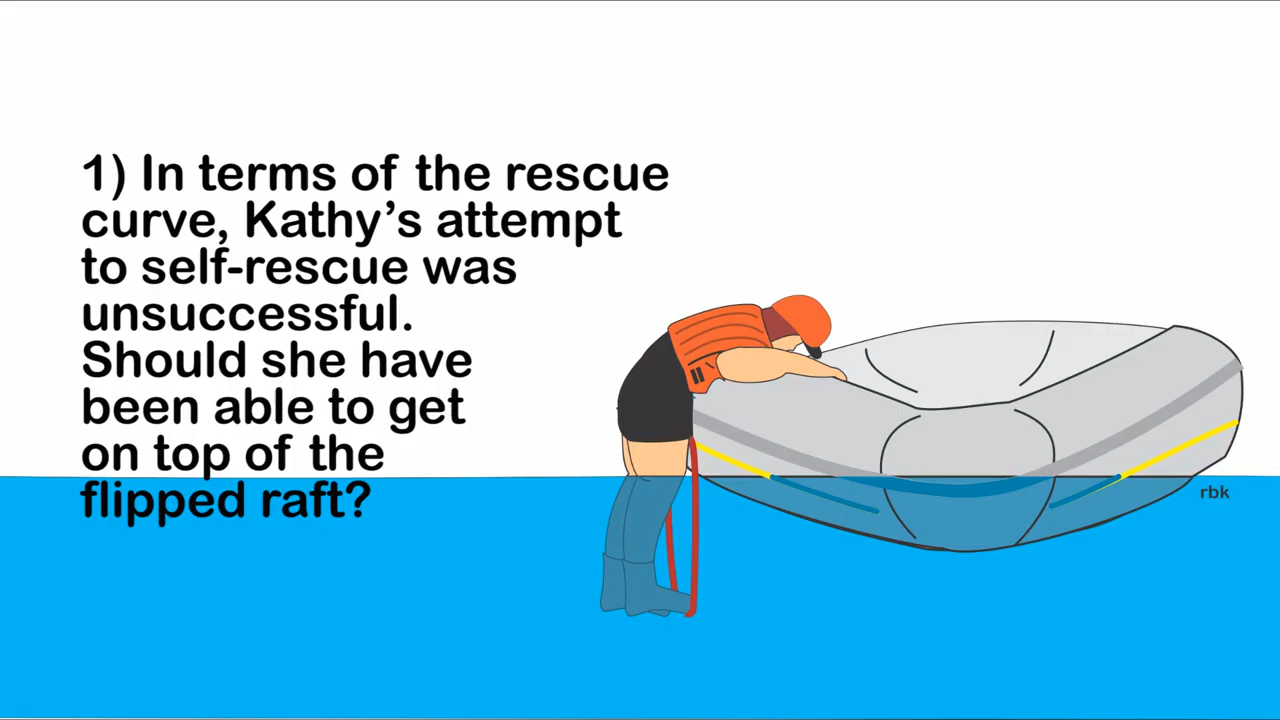 1) In terms of the rescue
curve, Kathy’s attempt
to self-rescue was
unsuccessful.
Should she have
been able to get
on top of the
flipped raft?
rbk